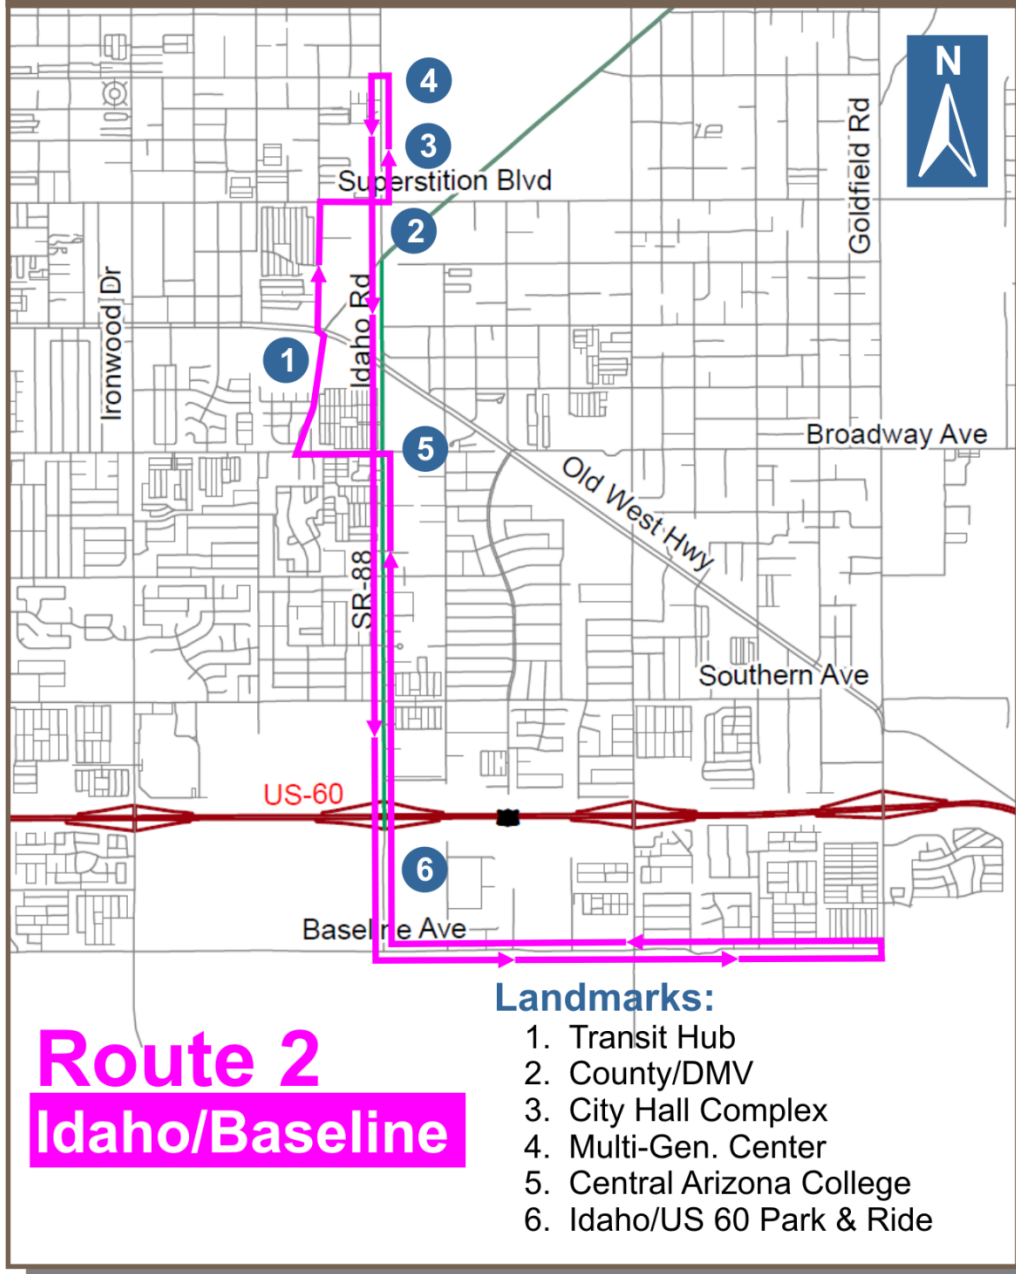 N
4
3
Superstition Blvd
Goldfield Rd
2
Ironwood Dr
Idaho Rd
1
Broadway Ave
5
Old West Hwy
SR-88
Southern Ave
US-60
6
Baseline Ave
Landmarks:
1. Transit Hub
2. County/DMV
3. City Hall Complex
4. Multi-Gen. Center
5. Central Arizona College
6. Idaho/US 60 Park & Ride
Route 2
Idaho/Baseline